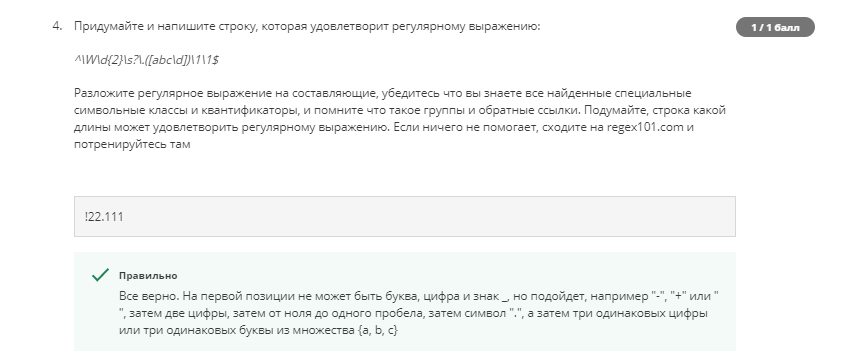 4. Придумайте и напишите строку, которая удовлетворит регулярному выражению:
1 / 1 балл
^\W\d{2}\s?\.([abc\d])\1\1$
Разложите регулярное выражение на составляющие, убедитесь что вы знаете все найденные специальные
символьные классы и квантификаторы, и помните что такое группы и обратные ссылки. Подумайте, строка какой
длины может удовлетворить регулярному выражению. Если ничего не помогает, сходите на regex101.com и
потренируйтесь там
!22.111
Правильно
Все верно. На первой позиции не может быть буква, цифра и знак _, но подойдет, например "-", "+" или "
", затем две цифры, затем от ноля до одного пробела, затем символ ".", а затем три одинаковых цифры
или три одинаковых буквы из множества {a, b, c}